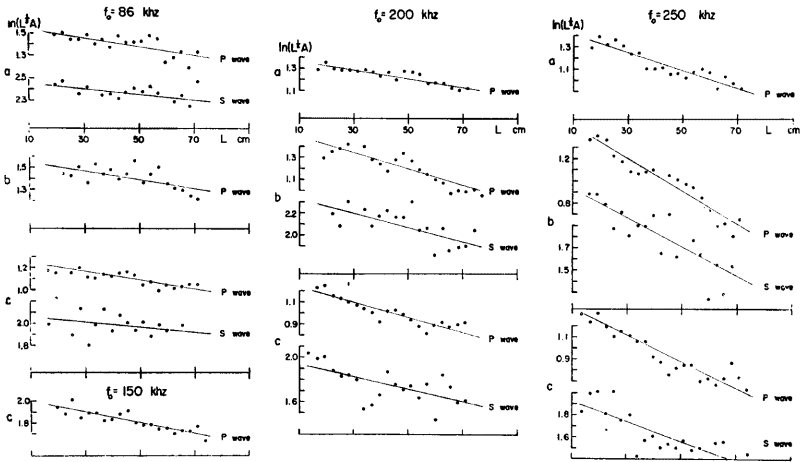 f₀ = 86 khz
ln(L½A)
1.5
1.3
P wave
a
2.5
2.3
S wave
10 30 50 L cm
b
1.5
1.3
P wave
1.2
1.0
P wave
c
2.0
1.8
S wave
f₀ = 150 khz
c
2.0
1.8
P wave
f₀ = 200 khz
ln(L½A)
a
1.3
1.1
P wave
10 30 50 70 L cm
1.3
1.1
P wave
b
2.2
2.0
S wave
1.1
0.9
P wave
c
2.0
1.8
1.6
S wave
f₀ = 250 khz
ln(L½A)
a
1.3
1.1
P wave
10 30 50 70 L cm
1.2
0.8
P wave
b
1.7
1.5
S wave
1.1
0.9
P wave
c
1.8
1.6
S wave